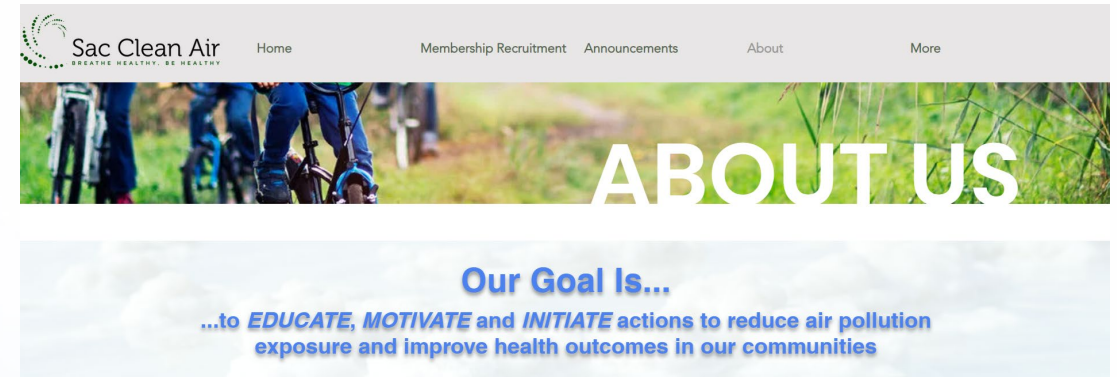 Sac Clean Air
BREATHE HEALTHY. BE HEALTHY
Home Membership Recruitment Announcements About More
ABOUT US
Our Goal Is...
...to EDUCATE, MOTIVATE and INITIATE actions to reduce air pollution
exposure and improve health outcomes in our communities